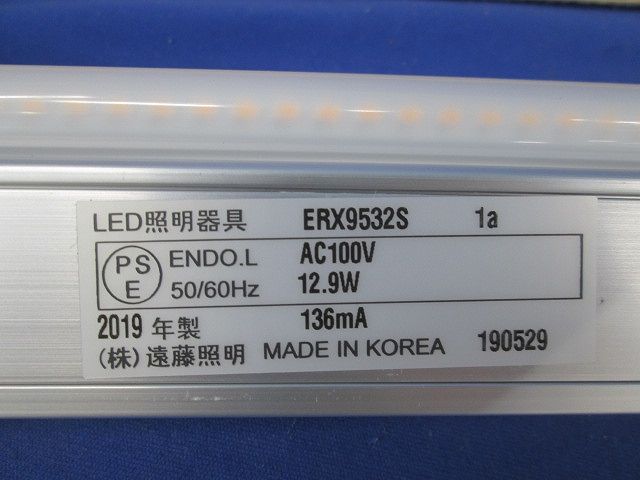 LED照明器具 ERX9532S 1a
PS E ENDO.L AC100V
50/60Hz 12.9W
2019 年製 136mA
(株)遠藤照明 MADE IN KOREA 190529